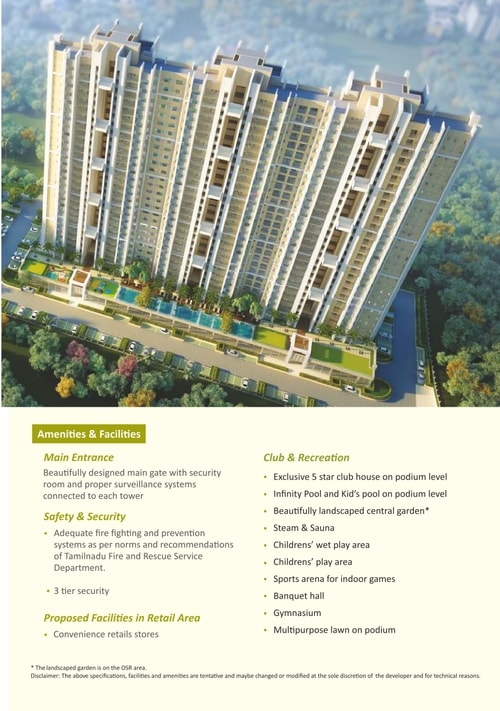 Amenities & Facilities
Main Entrance
Beautifully designed main gate with security
room and proper surveillance systems
connected to each tower
Safety & Security
• Adequate fire fighting and prevention
systems as per norms and recommendations
of Tamilnadu Fire and Rescue Service
Department.
• 3 tier security
Proposed Facilities in Retail Area
• Convenience retails stores
Club & Recreation
• Exclusive 5 star club house on podium level
• Infinity Pool and Kid's pool on podium level
• Beautifully landscaped central garden*
• Steam & Sauna
• Childrens' wet play area
• Childrens' play area
• Sports arena for indoor games
• Banquet hall
• Gymnasium
• Multipurpose lawn on podium
* The landscaped garden is on the OSR area.
Disclaimer: The above specifications, facilities and amenities are tentative and maybe changed or modified at the sole discretion of the developer and for technical reasons.